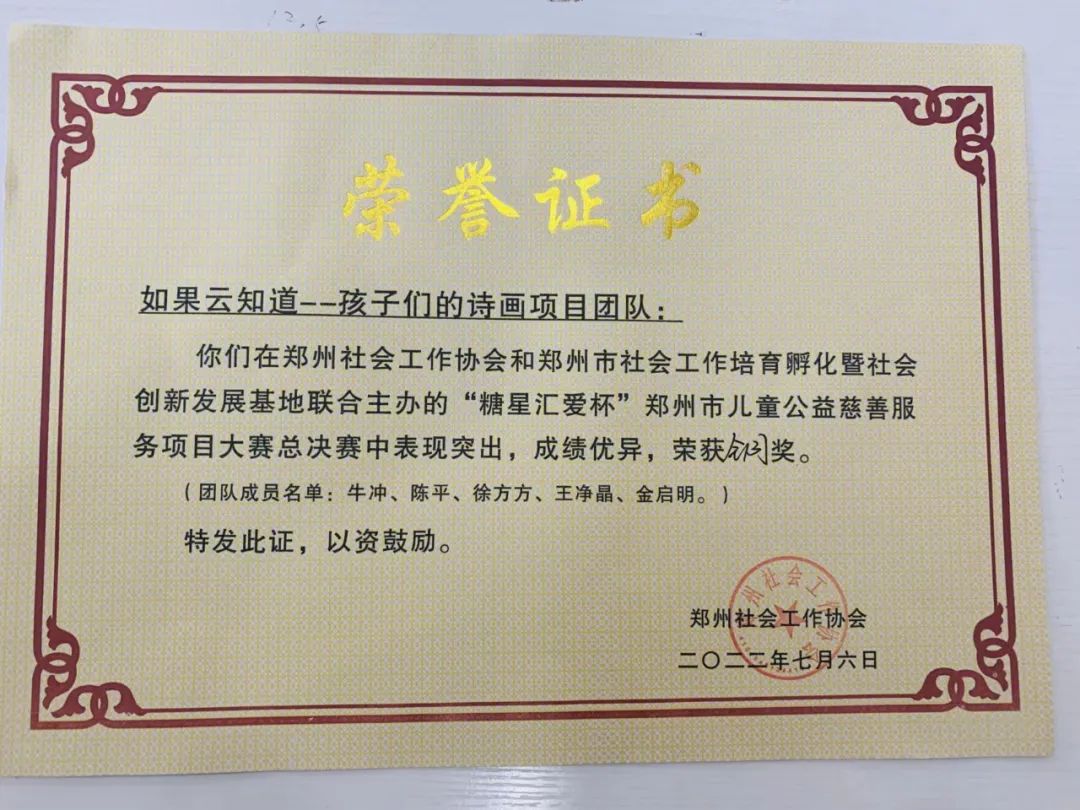 荣誉证书
如果云知道--孩子们的诗画项目团队：
你们在郑州社会工作协会和郑州市社会工作培育孵化暨社会
创新发展基地联合主办的“糖星汇爱杯”郑州市儿童公益慈善服
务项目大赛总决赛中表现突出，成绩优异，荣获铜奖。
（团队成员名单：牛冲、陈平、徐方方、王净晶、金启明。）
特发此证，以资鼓励。
郑州社会工作协会
二〇二二年七月六日